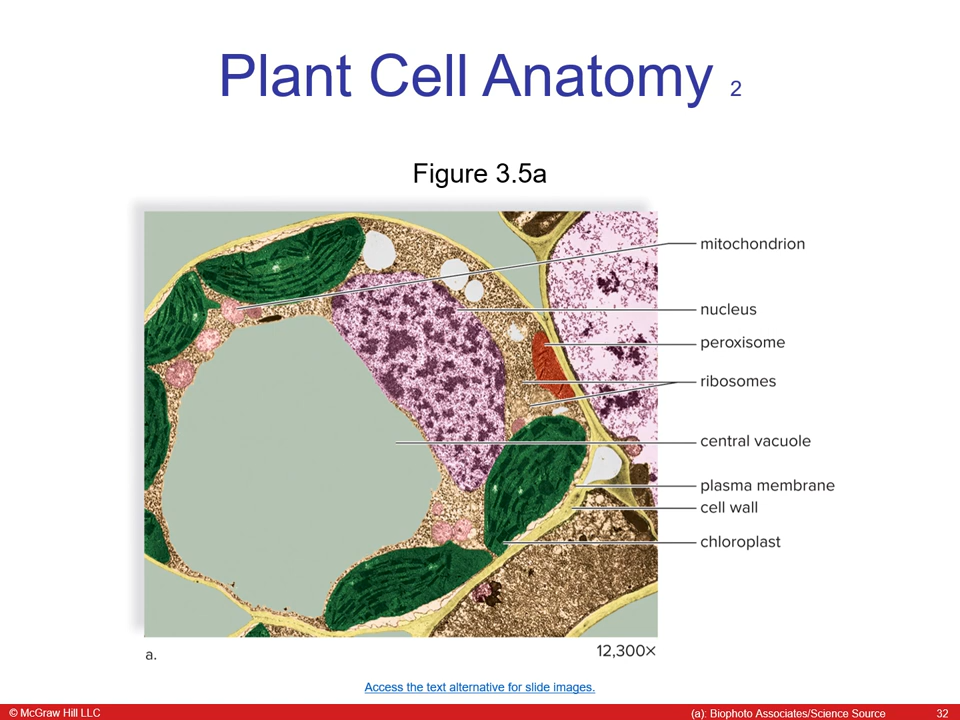 Plant Cell Anatomy 2
Figure 3.5a
mitochondrion
nucleus
peroxisome
ribosomes
central vacuole
plasma membrane
cell wall
chloroplast
a.
12,300×
Access the text alternative for slide images.
© McGraw Hill LLC
(a): Biophoto Associates/Science Source
32